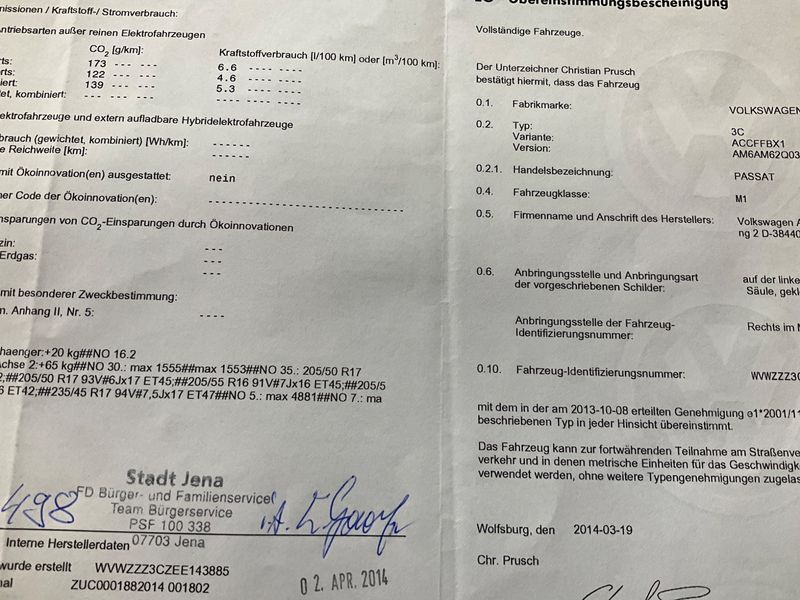 nissionen / Kraftstoff-/ Stromverbrauch:
ntriebsarten außer reinen Elektrofahrzeugen
CO2 [g/km]: Kraftstoffverbrauch [l/100 km] oder [m³/100 km]:
rts: 173 --- --- 6.6 ---- ----
rts: 122 --- --- 4.6 ---- ----
iert: 139 --- --- 5.3 ---- ----
tet, kombiniert: --- --- --- ---- ---- ----
ektrofahrzeuge und extern aufladbare Hybridelektrofahrzeuge
brauch (gewichtet, kombiniert) [Wh/km]: ------
e Reichweite [km]: ------
mit Ökoinnovation(en) ausgestattet: nein
ner Code der Ökoinnovation(en):
nsparungen von CO2-Einsparungen durch Ökoinnovationen
zin: ---
Erdgas: ---
---
mit besonderer Zweckbestimmung:
n. Anhang II, Nr. 5: ----
haenger:+20 kg##NO 16.2
chse 2:+65 kg##NO 30.: max 1555##max 1553##NO 35.: 205/50 R17
2;##205/50 R17 93V#6Jx17 ET45;##205/55 R16 91V#7Jx16 ET45;##205/5
6 ET42;##235/45 R17 94V#7,5Jx17 ET47##NO 5.: max 4881##NO 7.: ma
Stadt Jena
FD Bürger- und Familienservice
Team Bürgerservice
PSF 100 338
07703 Jena
498
Interne Herstellerdaten
wurde erstellt WVWZZZ3CZEE143885
nal ZUC0001882014 001802
02. APR. 2014
Übereinstimmungsbescheinigung
Vollständige Fahrzeuge.
Der Unterzeichner Christian Prusch
bestätigt hiermit, dass das Fahrzeug
0.1. Fabrikmarke: VOLKSWAGEN
0.2. Typ: 3C
Variante: ACCFFBX1
Version: AM6AM62Q03
0.2.1. Handelsbezeichnung: PASSAT
0.4. Fahrzeugklasse: M1
0.5. Firmenname und Anschrift des Herstellers: Volkswagen A
ng 2 D-38440
0.6. Anbringungsstelle und Anbringungsart auf der linke
der vorgeschriebenen Schilder: Säule, gekl
Anbringungsstelle der Fahrzeug- Rechts im M
Identifizierungsnummer:
0.10. Fahrzeug-Identifizierungsnummer: WVWZZZ3C
mit dem in der am 2013-10-08 erteilten Genehmigung e1*2001/11
beschriebenen Typ in jeder Hinsicht übereinstimmt.
Das Fahrzeug kann zur fortwährenden Teilnahme am Straßenve
verkehr und in denen metrische Einheiten für das Geschwindigk
verwendet werden, ohne weitere Typengenehmigungen zugelas
Wolfsburg, den 2014-03-19
Chr. Prusch